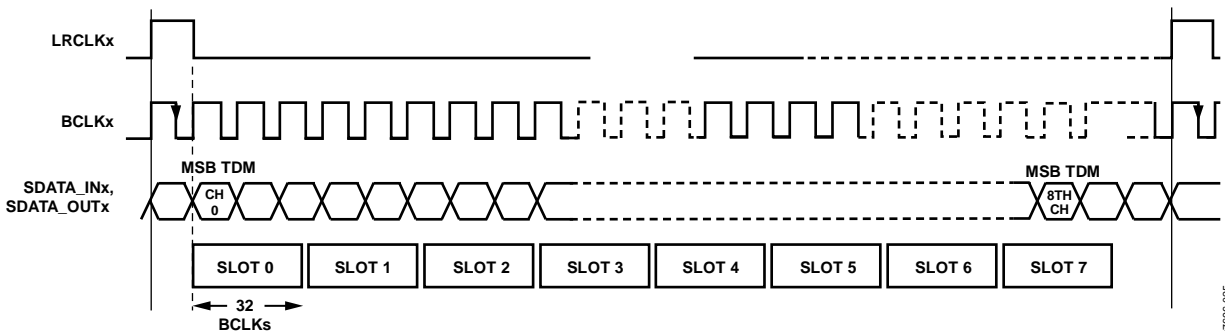 LRCLKx
BCLKx
MSB TDM
MSB TDM
SDATA_INx,
SDATA_OUTx
CH
0
8TH
CH
SLOT 0
SLOT 1
SLOT 2
SLOT 3
SLOT 4
SLOT 5
SLOT 6
SLOT 7
32
BCLKs